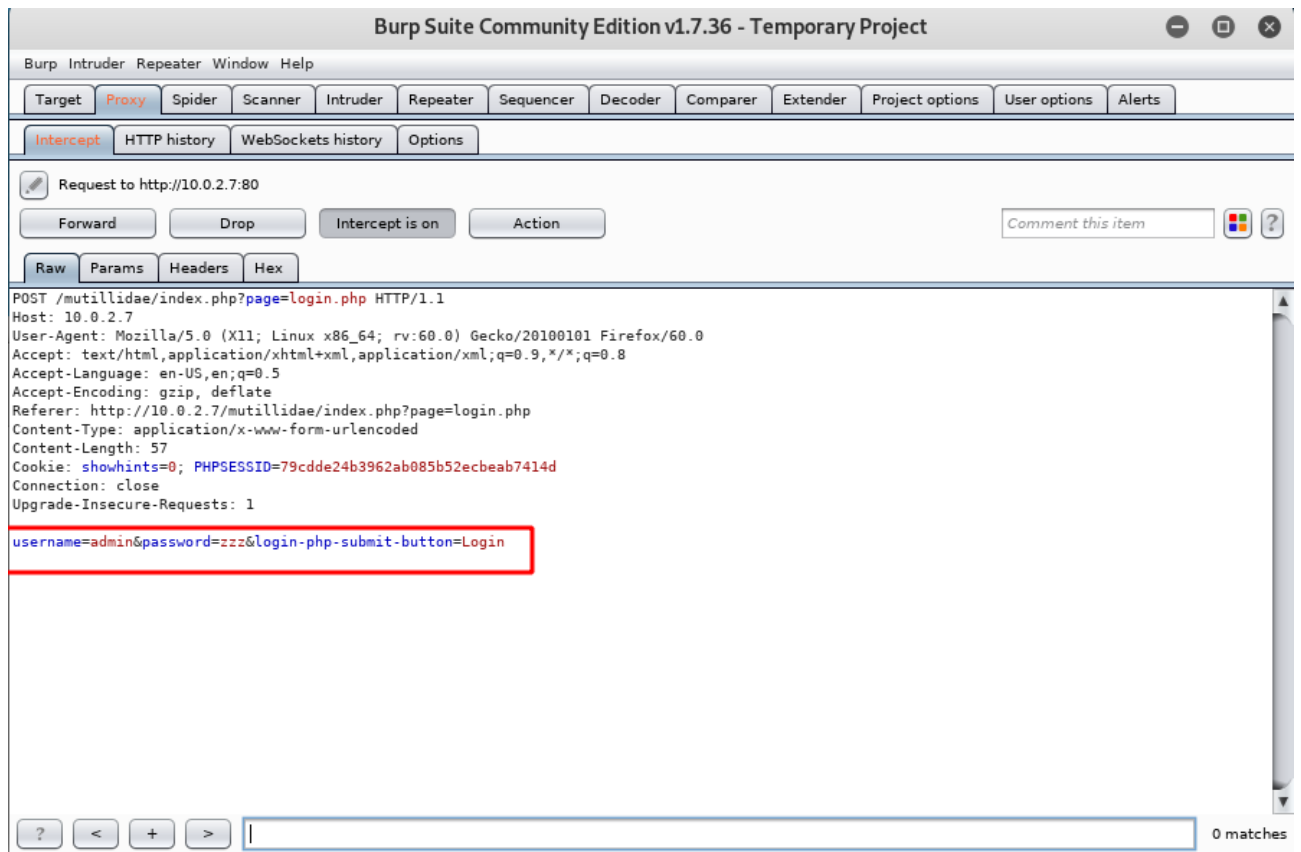 Burp Suite Community Edition v1.7.36 - Temporary Project
Burp Intruder Repeater Window Help
Target Proxy Spider Scanner Intruder Repeater Sequencer Decoder Comparer Extender Project options User options Alerts
Intercept HTTP history WebSockets history Options
Request to http://10.0.2.7:80
Forward Drop Intercept is on Action Comment this item ?
Raw Params Headers Hex
POST /mutillidae/index.php?page=login.php HTTP/1.1
Host: 10.0.2.7
User-Agent: Mozilla/5.0 (X11; Linux x86_64; rv:60.0) Gecko/20100101 Firefox/60.0
Accept: text/html,application/xhtml+xml,application/xml;q=0.9,*/*;q=0.8
Accept-Language: en-US,en;q=0.5
Accept-Encoding: gzip, deflate
Referer: http://10.0.2.7/mutillidae/index.php?page=login.php
Content-Type: application/x-www-form-urlencoded
Content-Length: 57
Cookie: showhints=0; PHPSESSID=79cdde24b3962ab085b52ecbeab7414d
Connection: close
Upgrade-Insecure-Requests: 1
username=admin&password=zzz&login-php-submit-button=Login
? < + > 0 matches